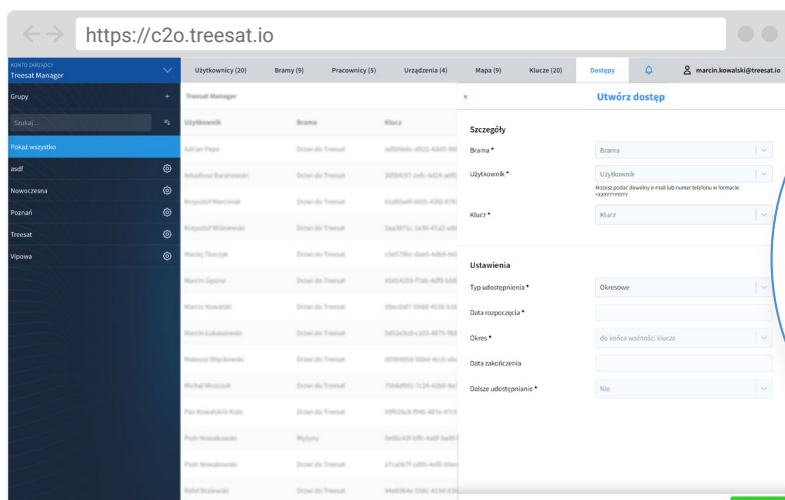 https://c2o.treesat.io
KONTO ZARZĄDCY
Treesat Manager
Użytkownicy (20) Bramy (9) Pracownicy (5) Urządzenia (4) Mapa (9) Klucze (20) Dostępy marcin.kowalski@treesat.io
Grupy +
Szukaj...
Pokaż wszystko
asdf
Nowoczesna
Poznań
Treesat
Vipowa
Treesat Manager
Użytkownik Brama Klucz
Adrian Pepe Drzwi do Treesat
Arkadiusz Baranowski Drzwi do Treesat
Krzysztof Marciniak Drzwi do Treesat
Krzysztof Wiśniewski Drzwi do Treesat
Maciej Tkaczyk Drzwi do Treesat
Marcin Drzwi do Treesat
Marcin Kowalski Drzwi do Treesat
Marcin Łukaszewski Drzwi do Treesat
Mateusz Więckowski Drzwi do Treesat
Michał Drzwi do Treesat
Pan Drzwi do Treesat
Piotr Nowakowski
Piotr Nowakowski Drzwi do Treesat
Rafał Drzwi do Treesat
× Utwórz dostęp
Szczegóły
Brama * Brama
Użytkownik * Użytkownik
Możesz podać dowolny e-mail lub numer telefonu w formacie
Klucz * Klucz
Ustawienia
Typ udostępnienia * Okresowe
Data rozpoczęcia *
Okres * do końca ważności klucza
Data zakończenia
Dalsze udostępnianie * Nie